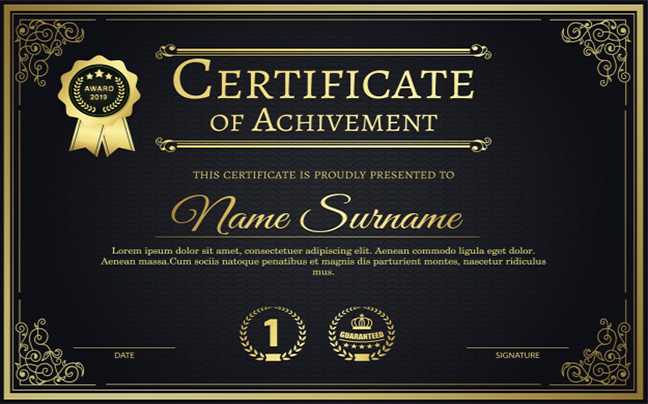 AWARD
2019
CERTIFICATE
OF ACHIVEMENT
THIS CERTIFICATE IS PROUDLY PRESENTED TO
Name Surname
Lorem ipsum dolor sit amet, consectetuer adipiscing elit. Aenean commodo ligula eget dolor.
Aenean massa.Cum sociis natoque penatibus et magnis dis parturient montes, nascetur ridiculus
mus.
1
GUARANTEED
DATE
SIGNATURE